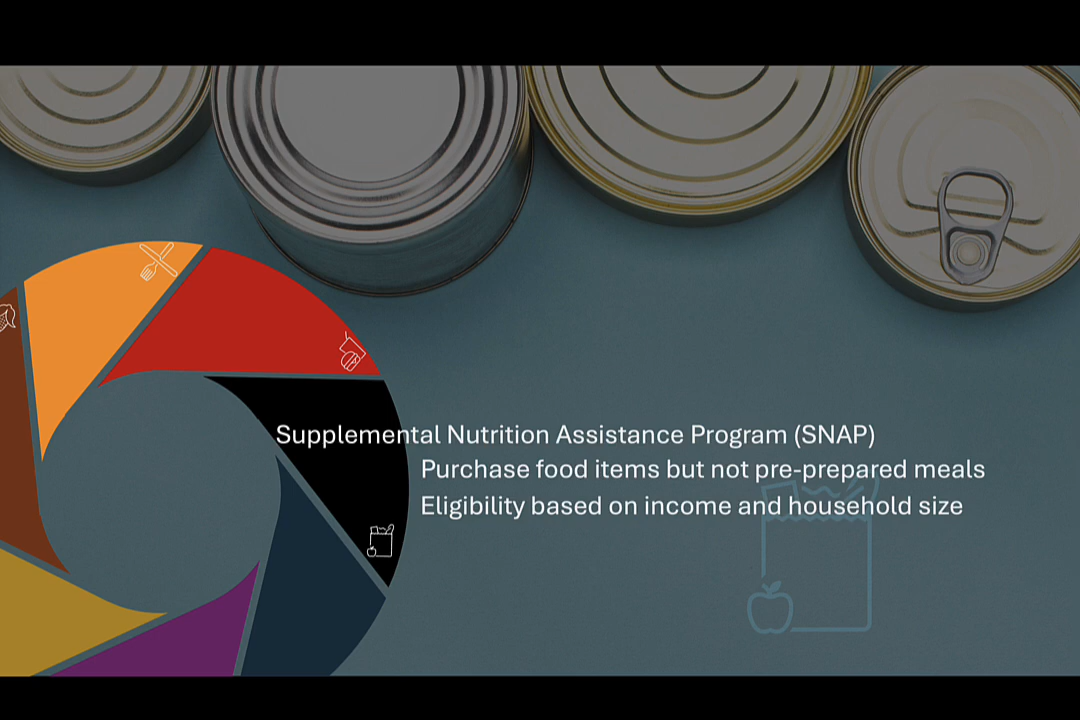 Supplemental Nutrition Assistance Program (SNAP)
Purchase food items but not pre-prepared meals
Eligibility based on income and household size